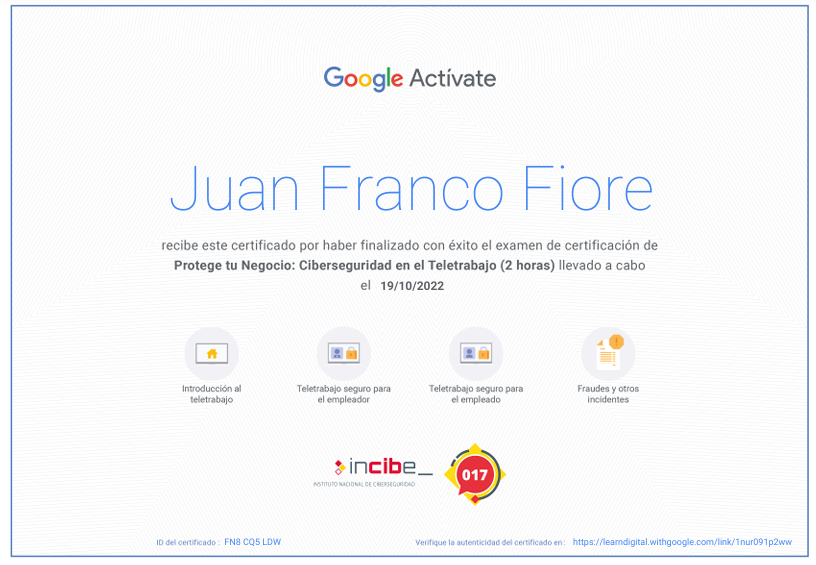 Google Actívate
Juan Franco Fiore
recibe este certificado por haber finalizado con éxito el examen de certificación de
Protege tu Negocio: Ciberseguridad en el Teletrabajo (2 horas) llevado a cabo
el 19/10/2022
Introducción al
teletrabajo
Teletrabajo seguro para
el empleador
Teletrabajo seguro para
el empleado
Fraudes y otros
incidentes
incibe_
INSTITUTO NACIONAL DE CIBERSEGURIDAD
017
ID del certificado : FN8 CQ5 LDW
Verifique la autenticidad del certificado en: https://learndigital.withgoogle.com/link/1nur091p2ww